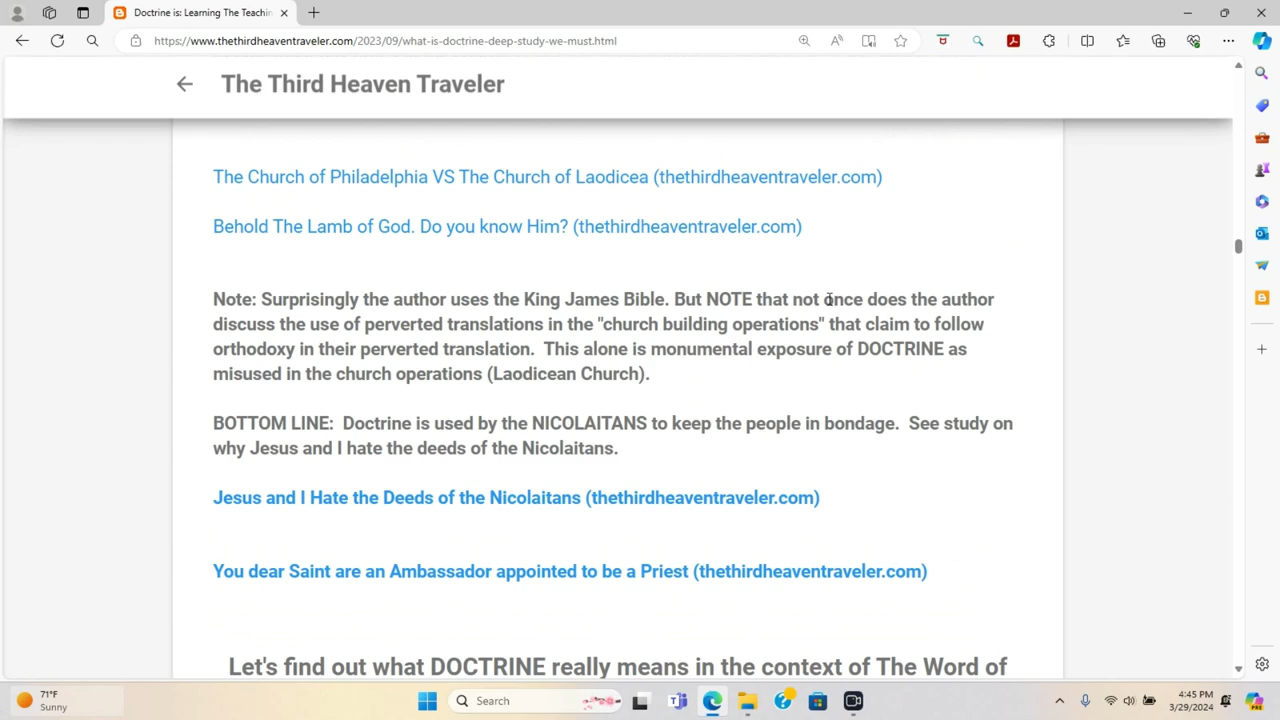 Doctrine is: Learning The Teachin
https://www.thethirdheaventraveler.com/2023/09/what-is-doctrine-deep-study-we-must.html
The Third Heaven Traveler
The Church of Philadelphia VS The Church of Laodicea (thethirdheaventraveler.com)
Behold The Lamb of God. Do you know Him? (thethirdheaventraveler.com)
Note: Surprisingly the author uses the King James Bible. But NOTE that not once does the author
discuss the use of perverted translations in the "church building operations" that claim to follow
orthodoxy in their perverted translation.  This alone is monumental exposure of DOCTRINE as
misused in the church operations (Laodicean Church).
BOTTOM LINE:  Doctrine is used by the NICOLAITANS to keep the people in bondage.  See study on
why Jesus and I hate the deeds of the Nicolaitans.
Jesus and I Hate the Deeds of the Nicolaitans (thethirdheaventraveler.com)
You dear Saint are an Ambassador appointed to be a Priest (thethirdheaventraveler.com)
Let's find out what DOCTRINE really means in the context of The Word of
71°F
Sunny
Search
4:45 PM
3/29/2024